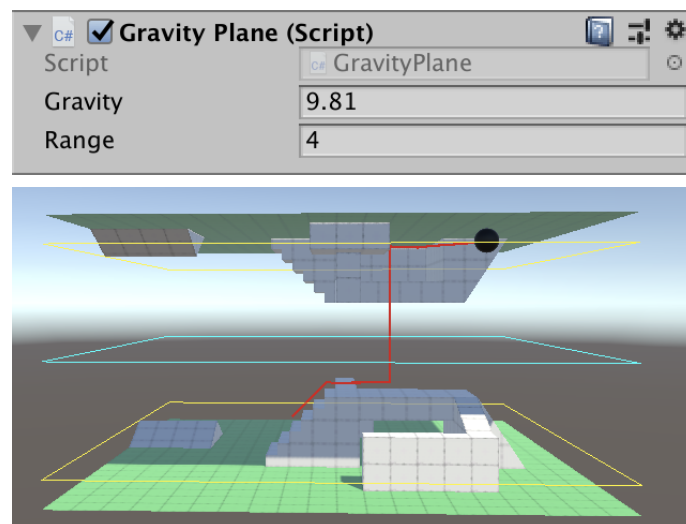 C# Gravity Plane (Script)
Script C# GravityPlane
Gravity 9.81
Range 4